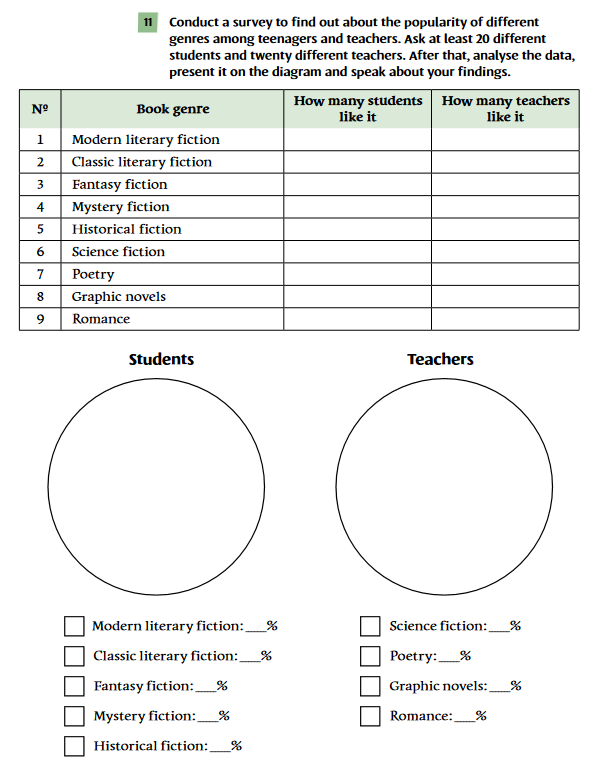 11 Conduct a survey to find out about the popularity of different
genres among teenagers and teachers. Ask at least 20 different
students and twenty different teachers. After that, analyse the data,
present it on the diagram and speak about your findings.
Nº Book genre How many students like it How many teachers like it
1 Modern literary fiction
2 Classic literary fiction
3 Fantasy fiction
4 Mystery fiction
5 Historical fiction
6 Science fiction
7 Poetry
8 Graphic novels
9 Romance
Students Teachers
Modern literary fiction: ___%
Classic literary fiction: ___%
Fantasy fiction: ___%
Mystery fiction: ___%
Historical fiction: ___%
Science fiction: ___%
Poetry: ___%
Graphic novels: ___%
Romance: ___%